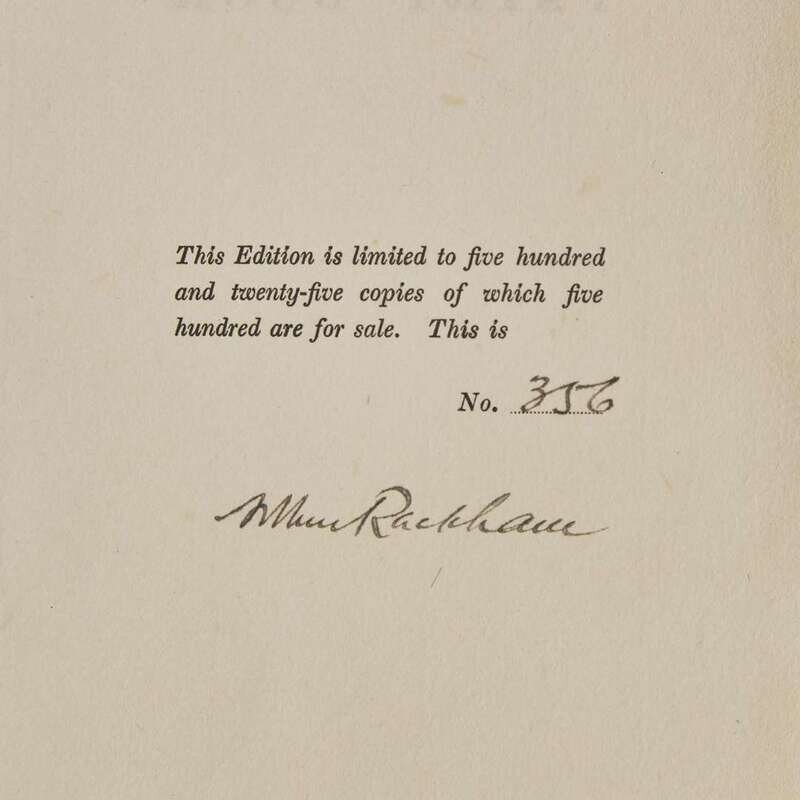 This Edition is limited to five hundred
and twenty-five copies of which five
hundred are for sale. This is
No. 356
Arthur Rackham